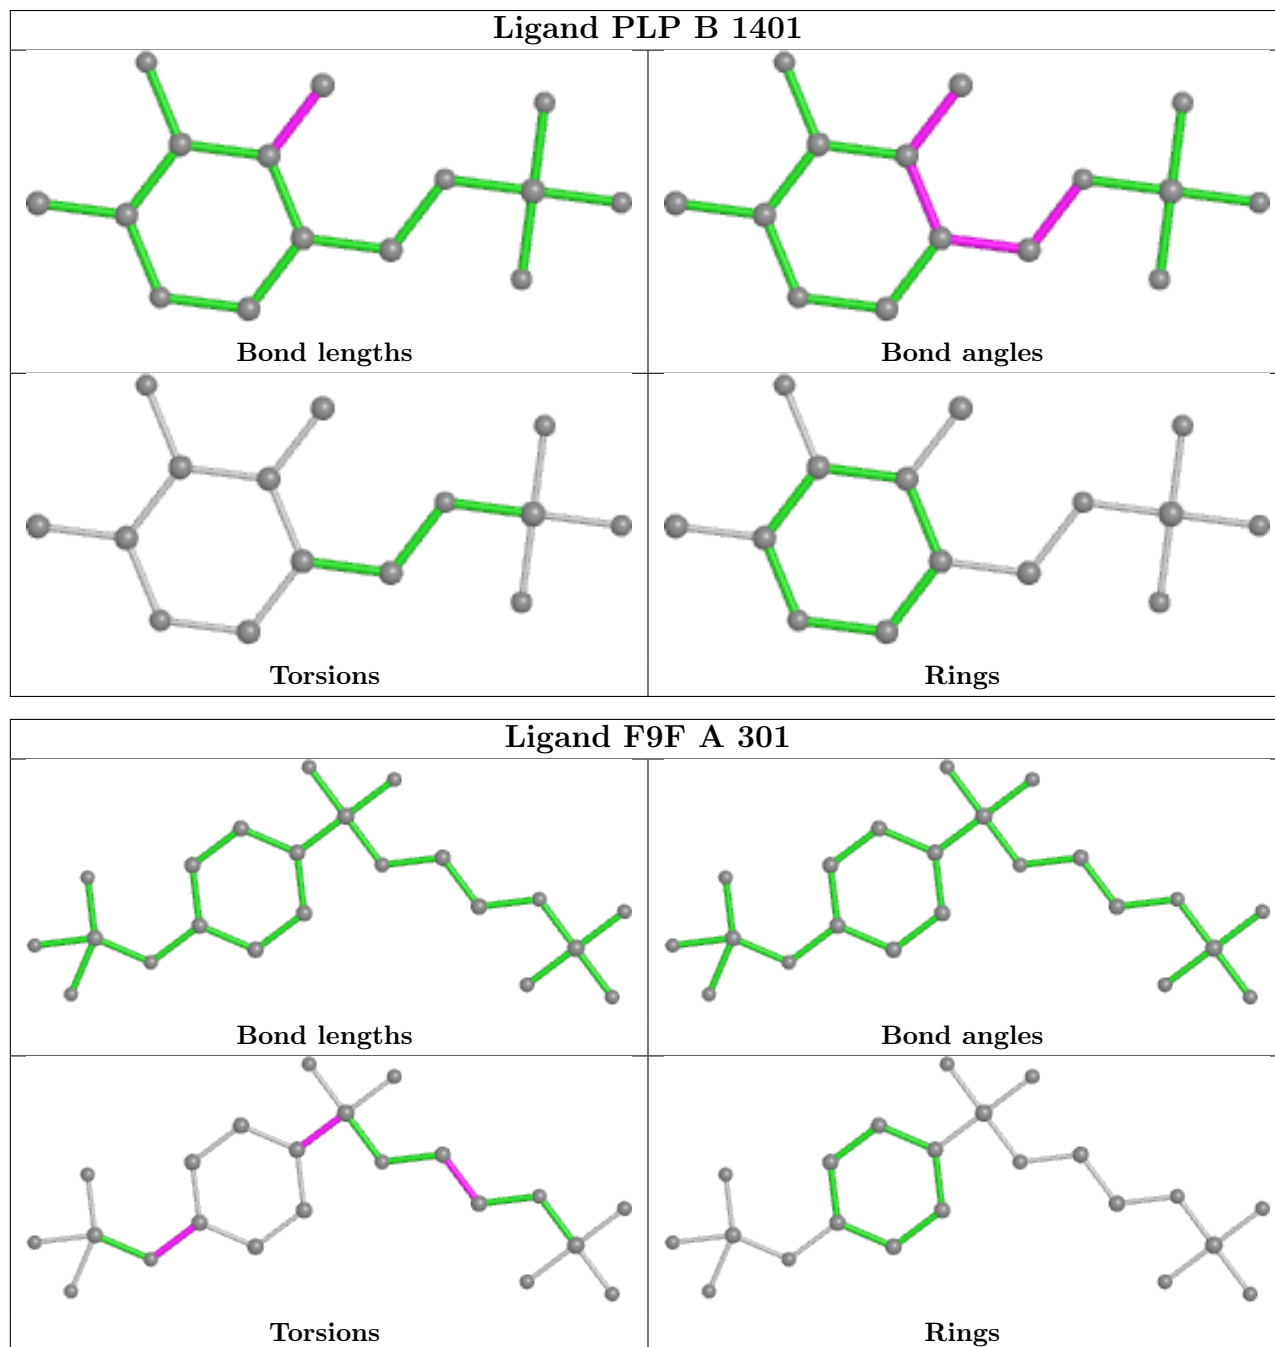 Ligand PLP B 1401
Bond lengths
Bond angles
Torsions
Rings
Ligand F9F A 301
Bond lengths
Bond angles
Torsions
Rings